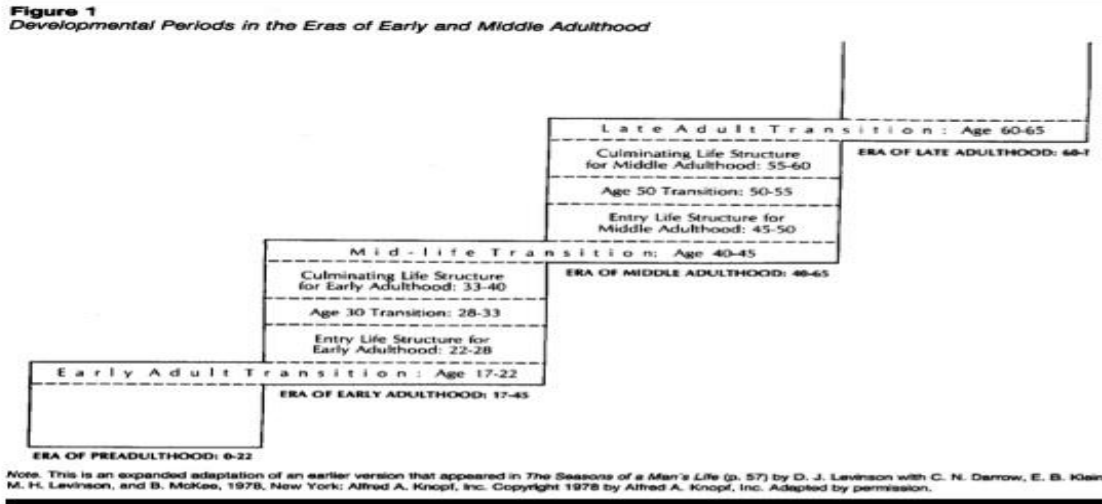 Figure 1
Developmental Periods in the Eras of Early and Middle Adulthood
Late Adult Transition: Age 60-65
ERA OF LATE ADULTHOOD: 60-?
Culminating Life Structure
for Middle Adulthood: 55-60
Age 50 Transition: 50-55
Entry Life Structure for
Middle Adulthood: 45-50
Mid-life Transition: Age 40-45
ERA OF MIDDLE ADULTHOOD: 40-65
Culminating Life Structure
for Early Adulthood: 33-40
Age 30 Transition: 28-33
Entry Life Structure for
Early Adulthood: 22-28
Early Adult Transition: Age 17-22
ERA OF EARLY ADULTHOOD: 17-45
ERA OF PREADULTHOOD: 0-22
Note. This is an expanded adaptation of an earlier version that appeared in The Seasons of a Man's Life (p. 57) by D. J. Levinson with C. N. Darrow, E. B. Klein
M. H. Levinson, and B. McKee, 1978, New York: Alfred A. Knopf, Inc. Copyright 1978 by Alfred A. Knopf, Inc. Adapted by permission.